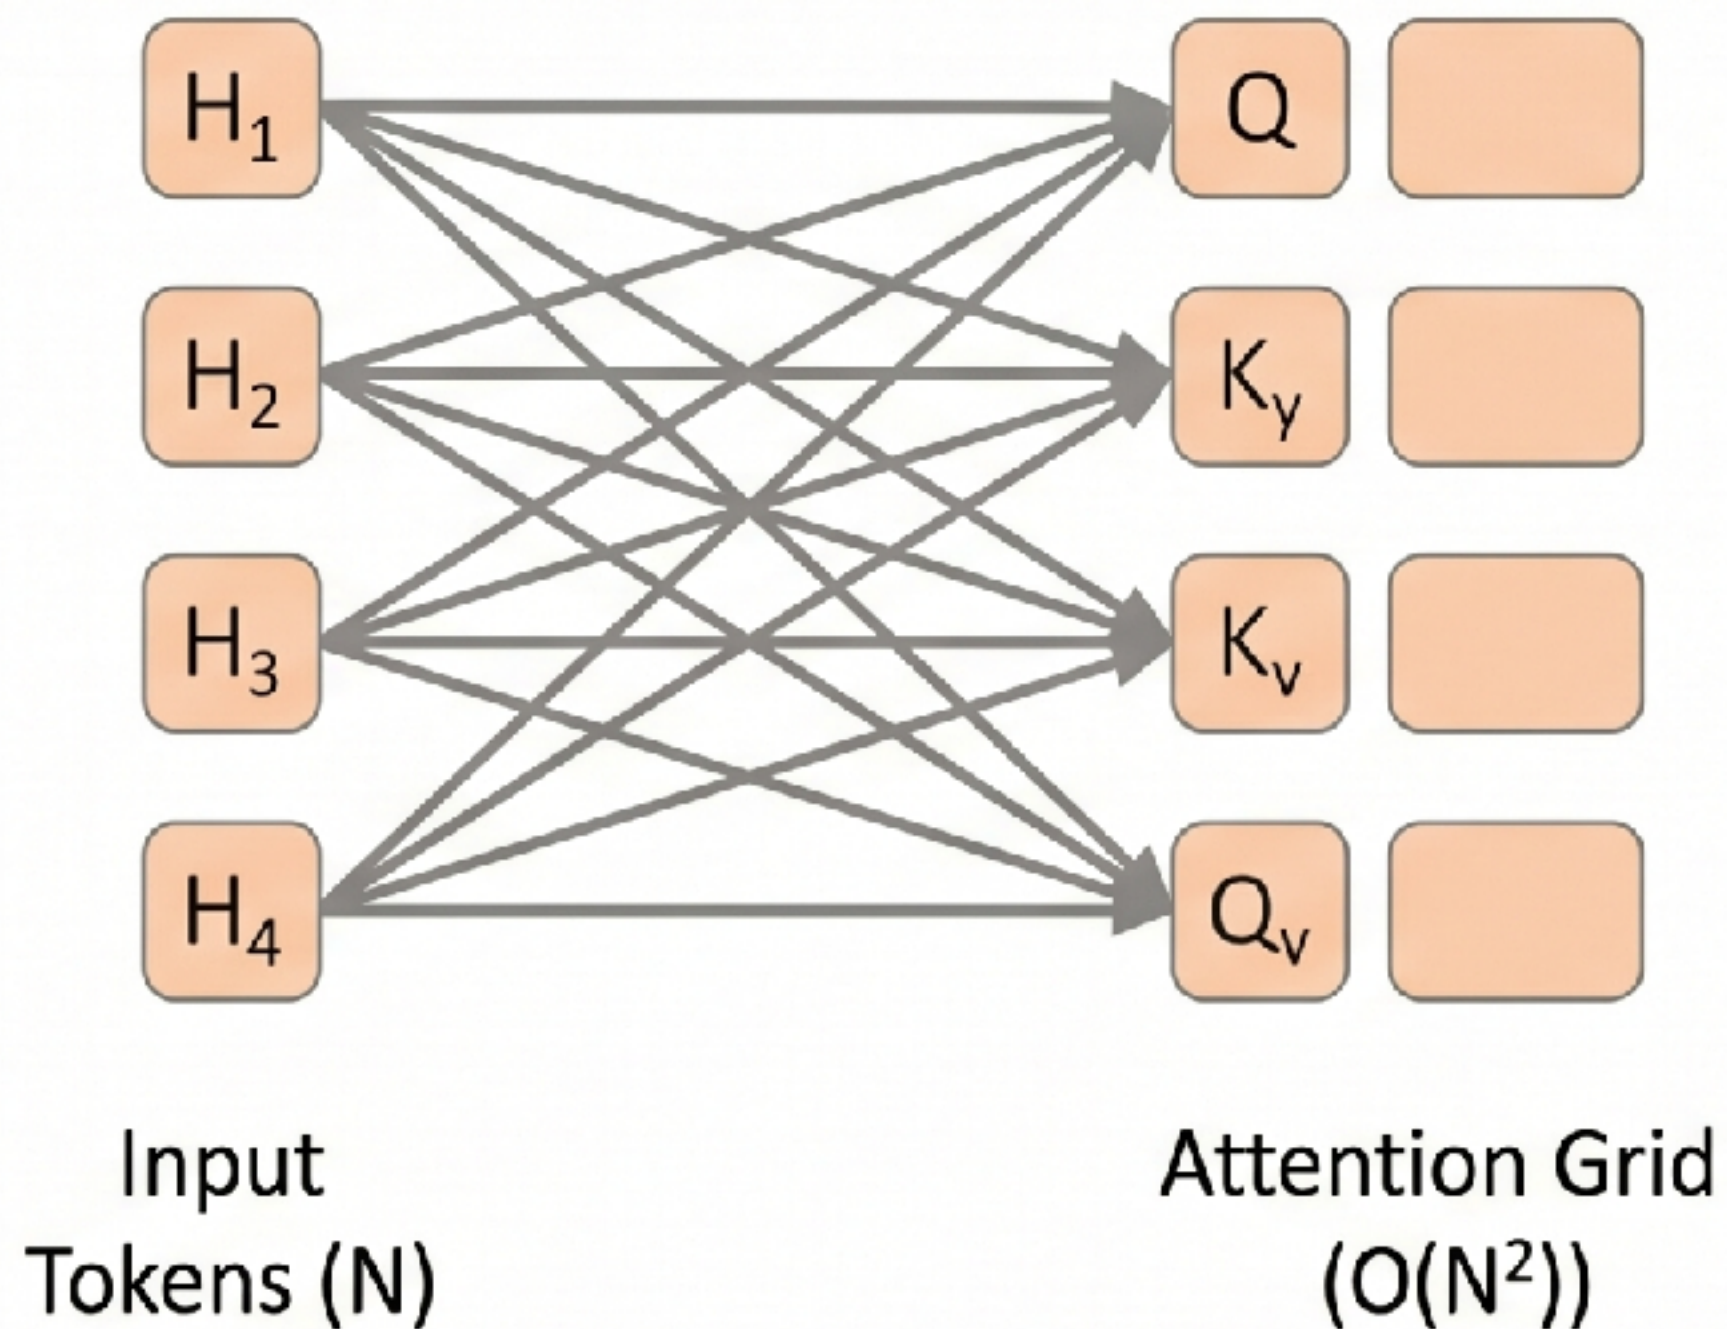 H₁ Q
H₂ Ky
H₃ Kv
H₄ Qv
Input Attention Grid
Tokens (N) (O(N²))